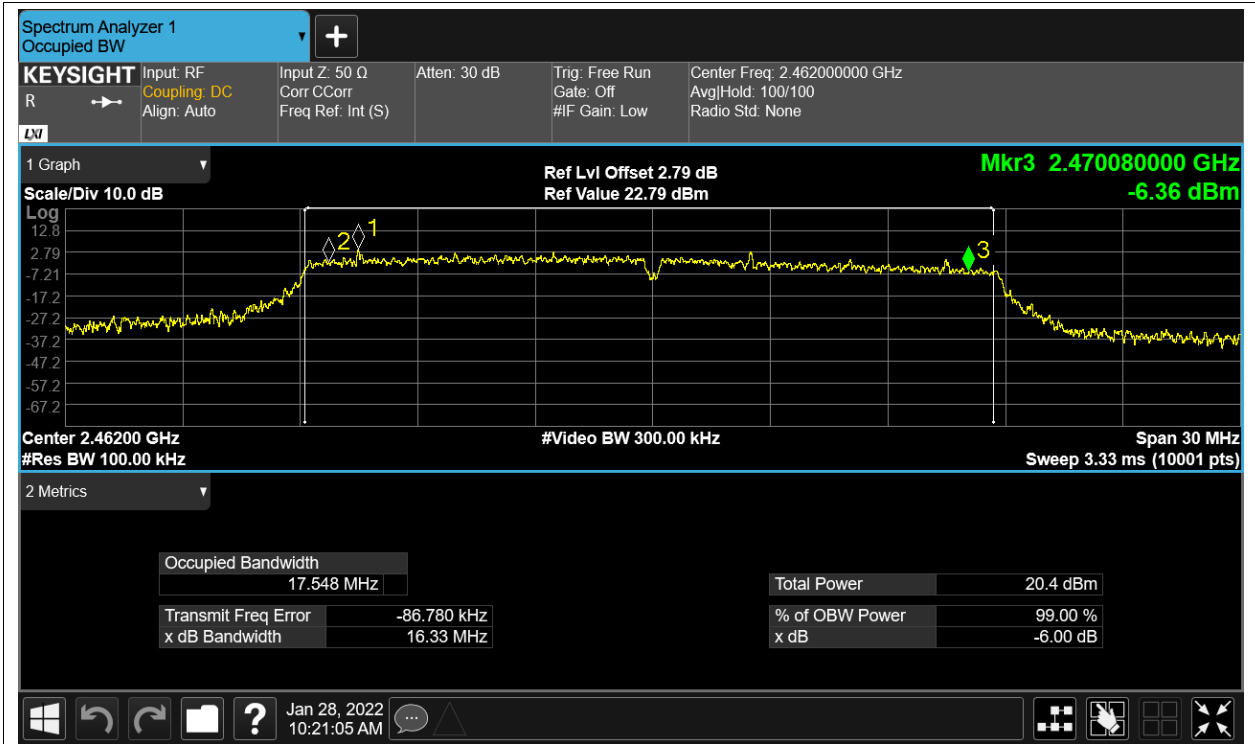 Spectrum Analyzer 1
Occupied BW
+
KEYSIGHT
R
LXI
Input: RF
Coupling: DC
Align: Auto
Input Z: 50 Ω
Corr CCorr
Freq Ref: Int (S)
Atten: 30 dB
Trig: Free Run
Gate: Off
#IF Gain: Low
Center Freq: 2.462000000 GHz
Avg|Hold: 100/100
Radio Std: None
1 Graph
Scale/Div 10.0 dB
Ref Lvl Offset 2.79 dB
Ref Value 22.79 dBm
Mkr3 2.470080000 GHz
-6.36 dBm
Log
12.8
2.79
-7.21
-17.2
-27.2
-37.2
-47.2
-57.2
-67.2
2
1
3
Center 2.46200 GHz
#Video BW 300.00 kHz
Span 30 MHz
#Res BW 100.00 kHz
Sweep 3.33 ms (10001 pts)
2 Metrics
Occupied Bandwidth
17.548 MHz
Transmit Freq Error -86.780 kHz
x dB Bandwidth 16.33 MHz
Total Power 20.4 dBm
% of OBW Power 99.00 %
x dB -6.00 dB
?
Jan 28, 2022
10:21:05 AM